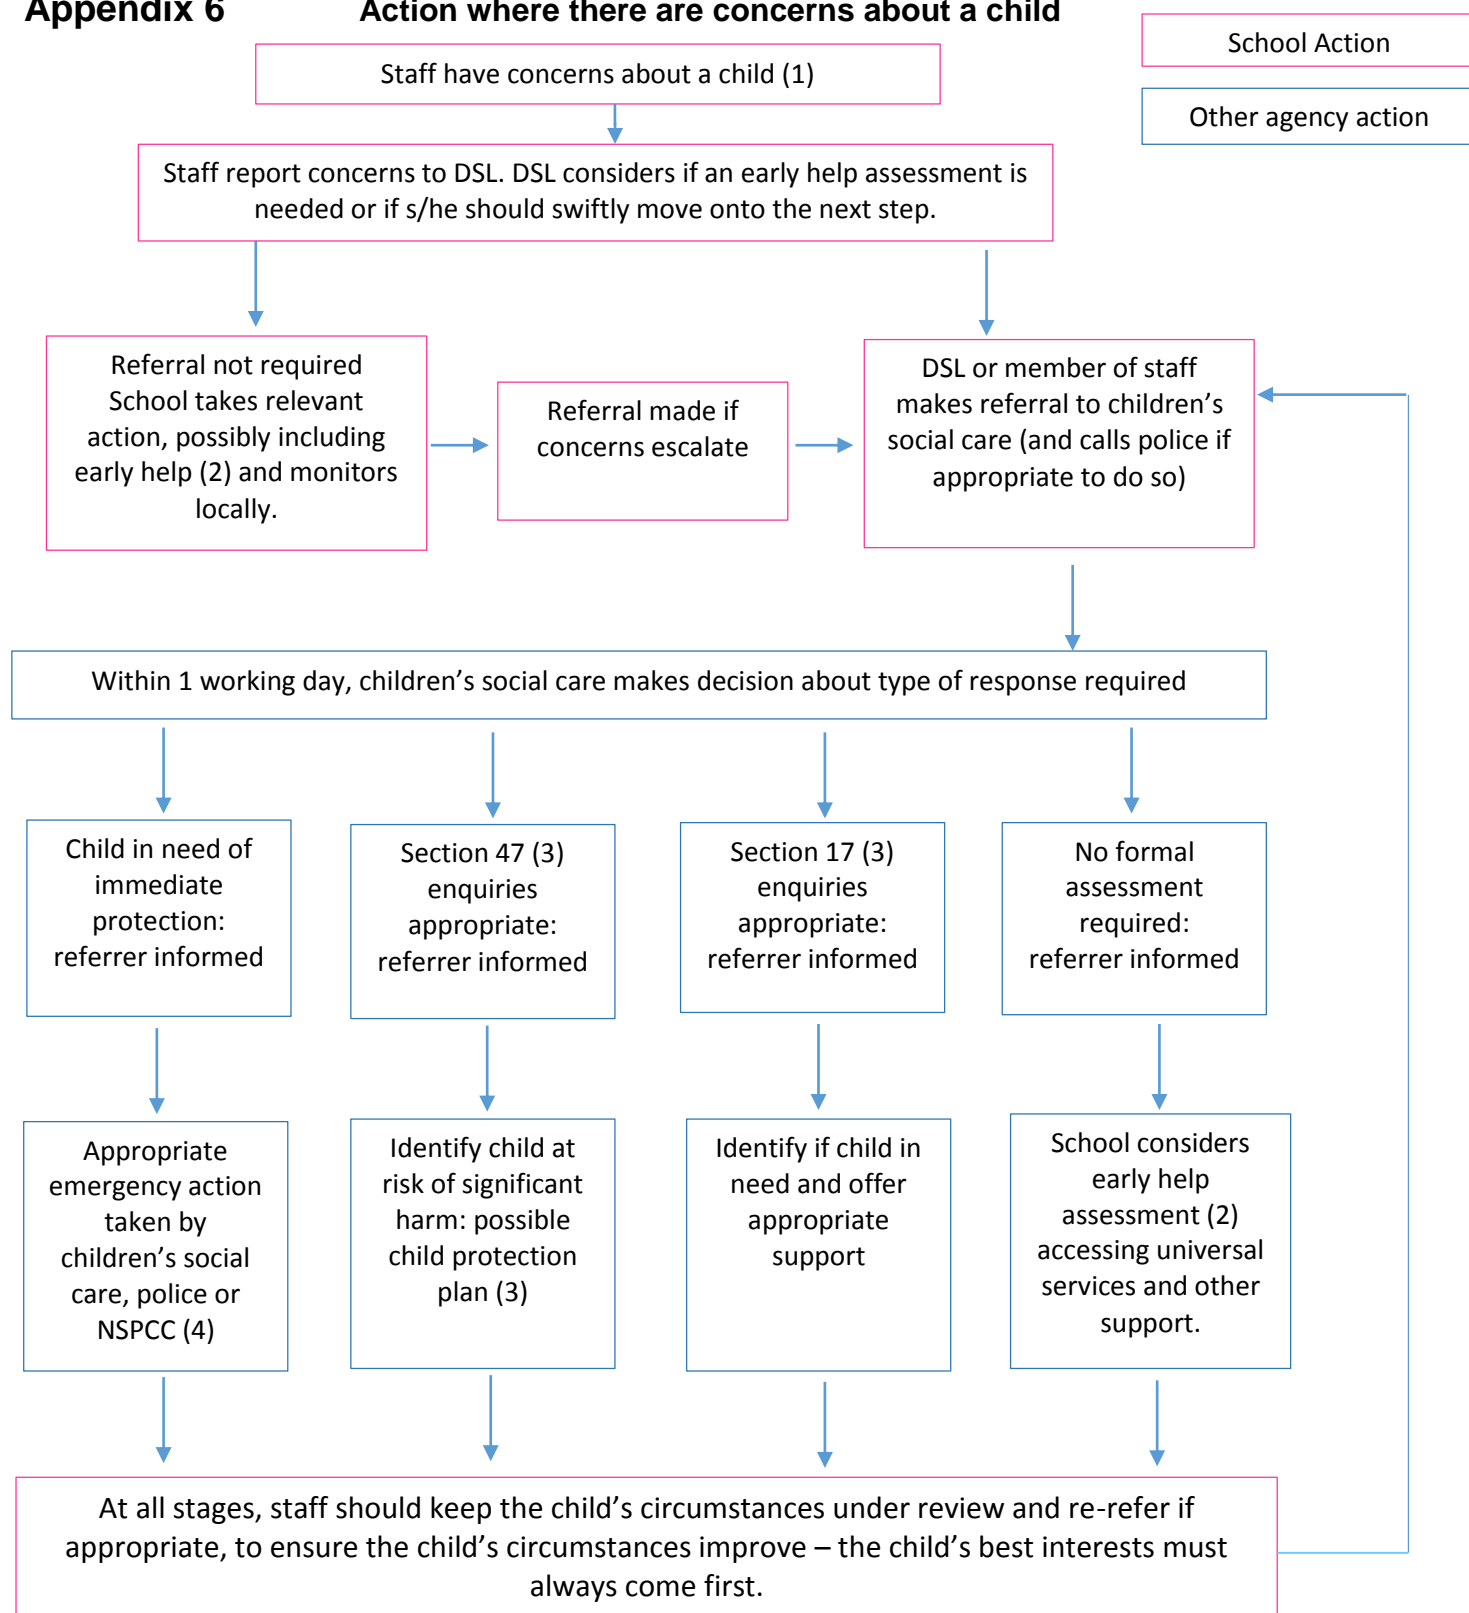 Appendix 6 Action where there are concerns about a child
School Action
Staff have concerns about a child (1)
Other agency action
Staff report concerns to DSL. DSL considers if an early help assessment is
needed or if s/he should swiftly move onto the next step.
Referral not required
School takes relevant
action, possibly including
early help (2) and monitors
locally.
Referral made if
concerns escalate
DSL or member of staff
makes referral to children’s
social care (and calls police if
appropriate to do so)
Within 1 working day, children’s social care makes decision about type of response required
Child in need of
immediate
protection:
referrer informed
Section 47 (3)
enquiries
appropriate:
referrer informed
Section 17 (3)
enquiries
appropriate:
referrer informed
No formal
assessment
required:
referrer informed
Appropriate
emergency action
taken by
children’s social
care, police or
NSPCC (4)
Identify child at
risk of significant
harm: possible
child protection
plan (3)
Identify if child in
need and offer
appropriate
support
School considers
early help
assessment (2)
accessing universal
services and other
support.
At all stages, staff should keep the child’s circumstances under review and re-refer if
appropriate, to ensure the child’s circumstances improve – the child’s best interests must
always come first.